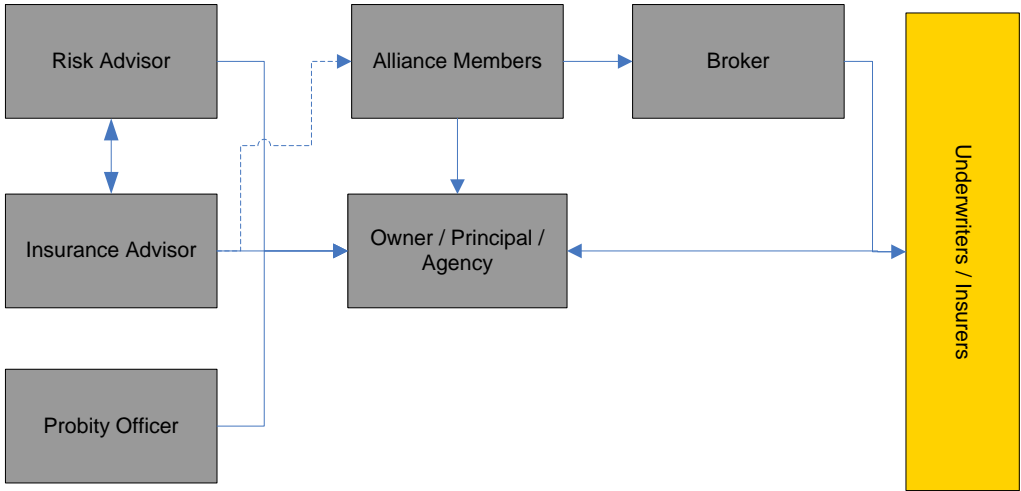 Risk Advisor
Alliance Members
Broker
Insurance Advisor
Owner / Principal /
Agency
Underwriters / Insurers
Probity Officer